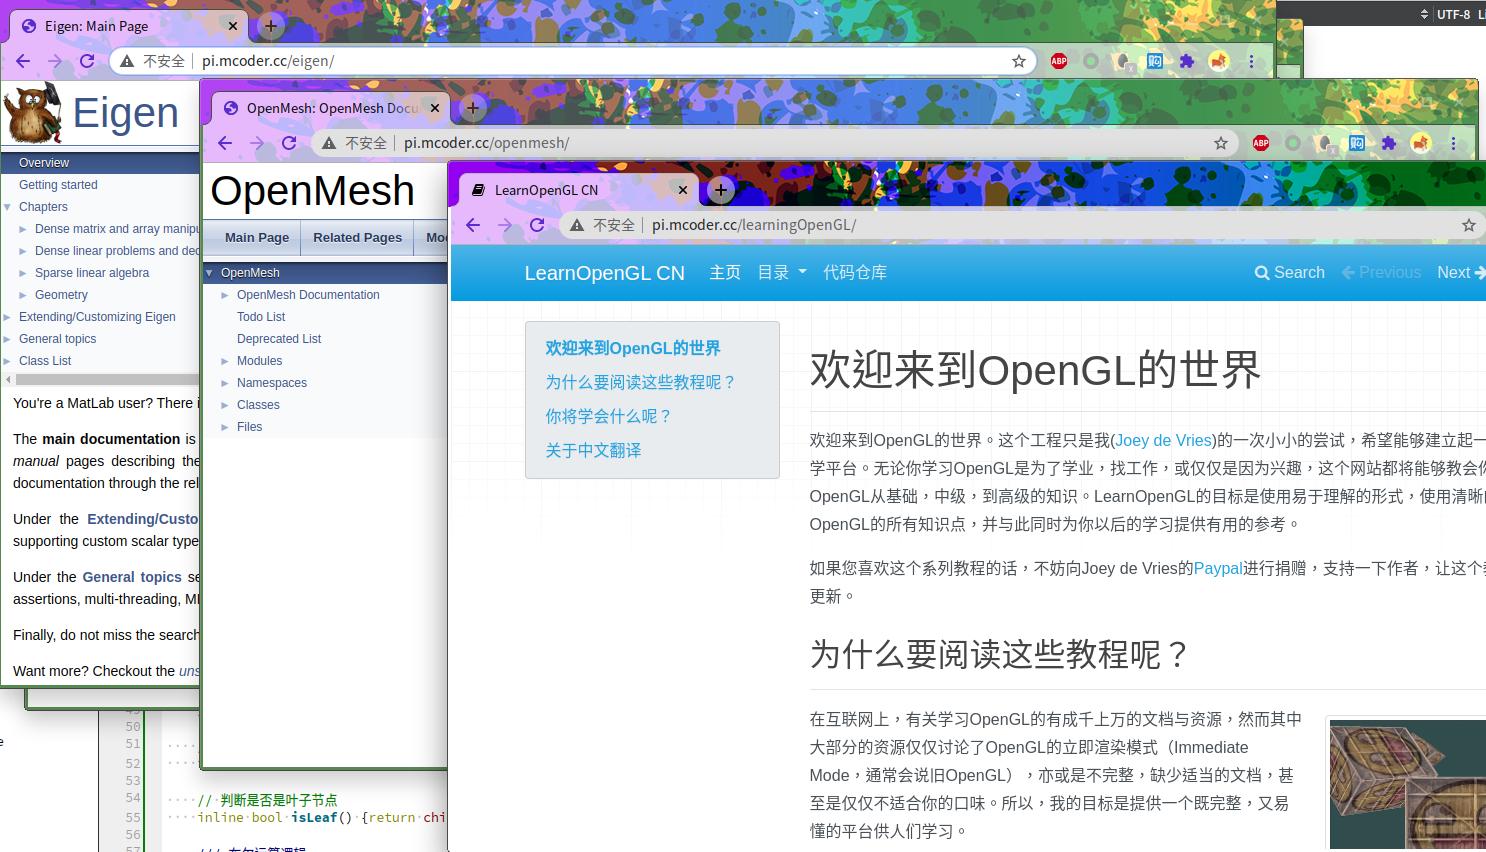 Eigen: Main Page
不安全 pi.mcoder.cc/eigen/
ABP
购
UTF-8
Eigen
Overview
Getting started
Chapters
Dense matrix and array manipu
Dense linear problems and dec
Sparse linear algebra
Geometry
Extending/Customizing Eigen
General topics
Class List
You're a MatLab user? There i
The main documentation is
manual pages describing the
documentation through the rel
Under the Extending/Custo
supporting custom scalar type
Under the General topics se
assertions, multi-threading, MI
Finally, do not miss the search
Want more? Checkout the uns
OpenMesh: OpenMesh Docu
不安全 pi.mcoder.cc/openmesh/
ABP
购
OpenMesh
Main Page Related Pages Mo
OpenMesh
OpenMesh Documentation
Todo List
Deprecated List
Modules
Namespaces
Classes
Files
LearnOpenGL CN
不安全 pi.mcoder.cc/learningOpenGL/
LearnOpenGL CN 主页 目录 代码仓库 Search Previous Next
欢迎来到OpenGL的世界
为什么要阅读这些教程呢？
你将学会什么呢？
关于中文翻译
欢迎来到OpenGL的世界
欢迎来到OpenGL的世界。这个工程只是我(Joey de Vries)的一次小小的尝试，希望能够建立起一
学平台。无论你学习OpenGL是为了学业，找工作，或仅仅是因为兴趣，这个网站都将能够教会你
OpenGL从基础，中级，到高级的知识。LearnOpenGL的目标是使用易于理解的形式，使用清晰
OpenGL的所有知识点，并与此同时为你以后的学习提供有用的参考。
如果您喜欢这个系列教程的话，不妨向Joey de Vries的Paypal进行捐赠，支持一下作者，让这个
更新。
为什么要阅读这些教程呢？
在互联网上，有关学习OpenGL的有成千上万的文档与资源，然而其中
大部分的资源仅仅讨论了OpenGL的立即渲染模式（Immediate
Mode，通常会说旧OpenGL），亦或是不完整，缺少适当的文档，甚
至是仅仅不适合你的口味。所以，我的目标是提供一个既完整，又易
懂的平台供人们学习。
50
51
52
53
54 // 判断是否是叶子节点
55 inline bool isLeaf() {return chi
56
57